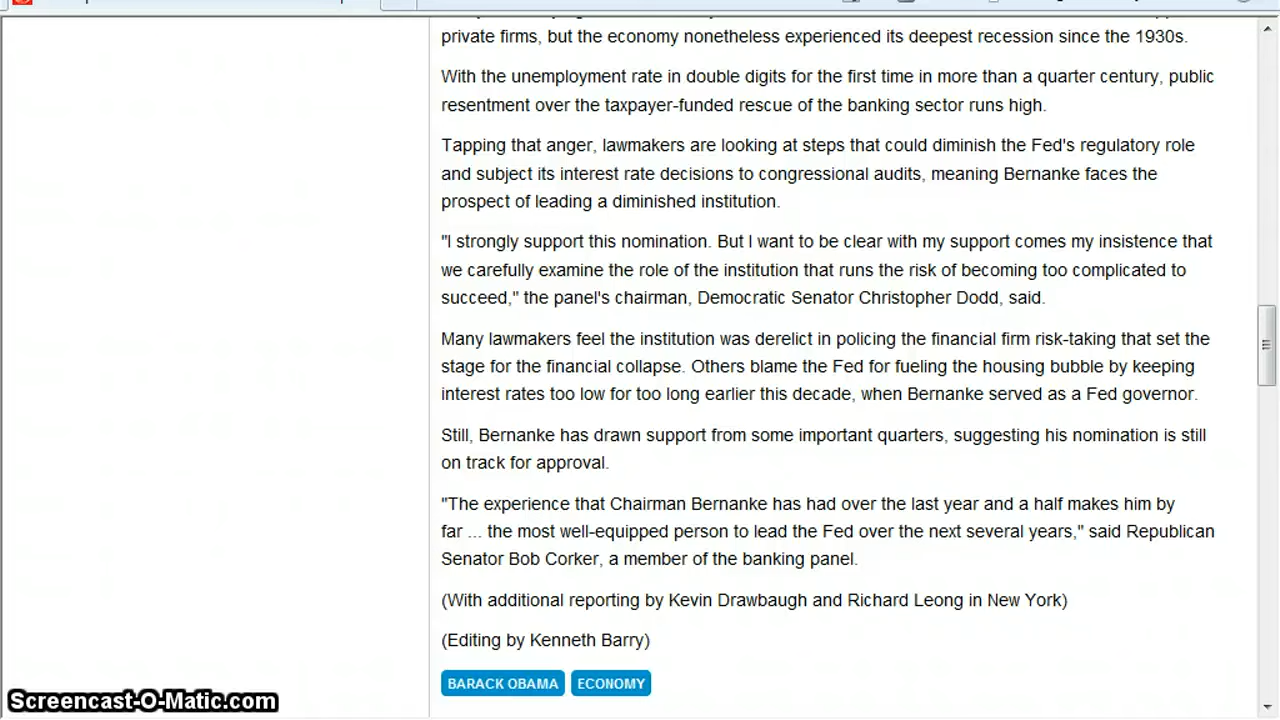 private firms, but the economy nonetheless experienced its deepest recession since the 1930s.
With the unemployment rate in double digits for the first time in more than a quarter century, public
resentment over the taxpayer-funded rescue of the banking sector runs high.
Tapping that anger, lawmakers are looking at steps that could diminish the Fed's regulatory role
and subject its interest rate decisions to congressional audits, meaning Bernanke faces the
prospect of leading a diminished institution.
"I strongly support this nomination. But I want to be clear with my support comes my insistence that
we carefully examine the role of the institution that runs the risk of becoming too complicated to
succeed," the panel's chairman, Democratic Senator Christopher Dodd, said.
Many lawmakers feel the institution was derelict in policing the financial firm risk-taking that set the
stage for the financial collapse. Others blame the Fed for fueling the housing bubble by keeping
interest rates too low for too long earlier this decade, when Bernanke served as a Fed governor.
Still, Bernanke has drawn support from some important quarters, suggesting his nomination is still
on track for approval.
"The experience that Chairman Bernanke has had over the last year and a half makes him by
far ... the most well-equipped person to lead the Fed over the next several years," said Republican
Senator Bob Corker, a member of the banking panel.
(With additional reporting by Kevin Drawbaugh and Richard Leong in New York)
(Editing by Kenneth Barry)
BARACK OBAMA ECONOMY
Screencast-O-Matic.com